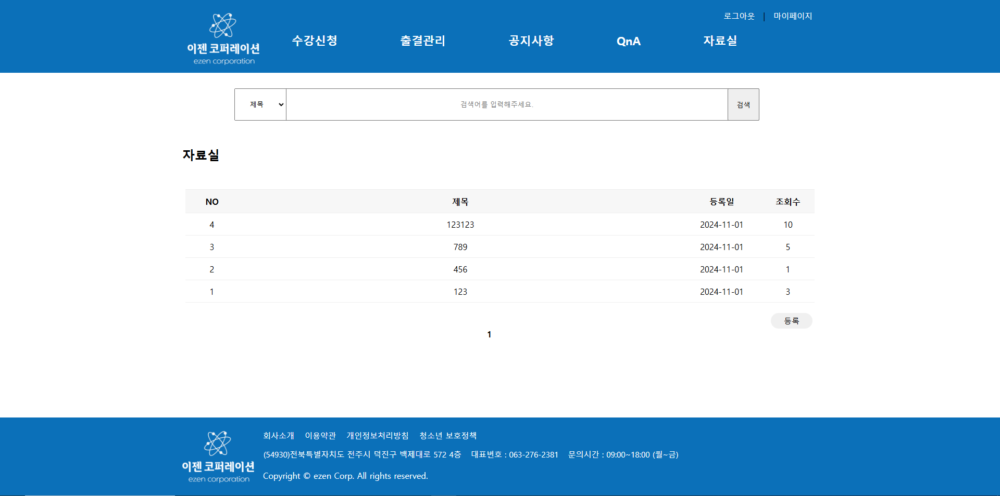 로그아웃 | 마이페이지
이젠 코퍼레이션
ezen corporation
수강신청 출결관리 공지사항 QnA 자료실
제목 검색어를 입력해주세요. 검색
자료실
NO 제목 등록일 조회수
4 123123 2024-11-01 10
3 789 2024-11-01 5
2 456 2024-11-01 1
1 123 2024-11-01 3
등록
1
이젠 코퍼레이션
ezen corporation
회사소개 이용약관 개인정보처리방침 청소년 보호정책
(54930)전북특별자치도 전주시 덕진구 백제대로 572 4층 대표번호 : 063-276-2381 문의시간 : 09:00~18:00 (월~금)
Copyright © ezen Corp. All rights reserved.